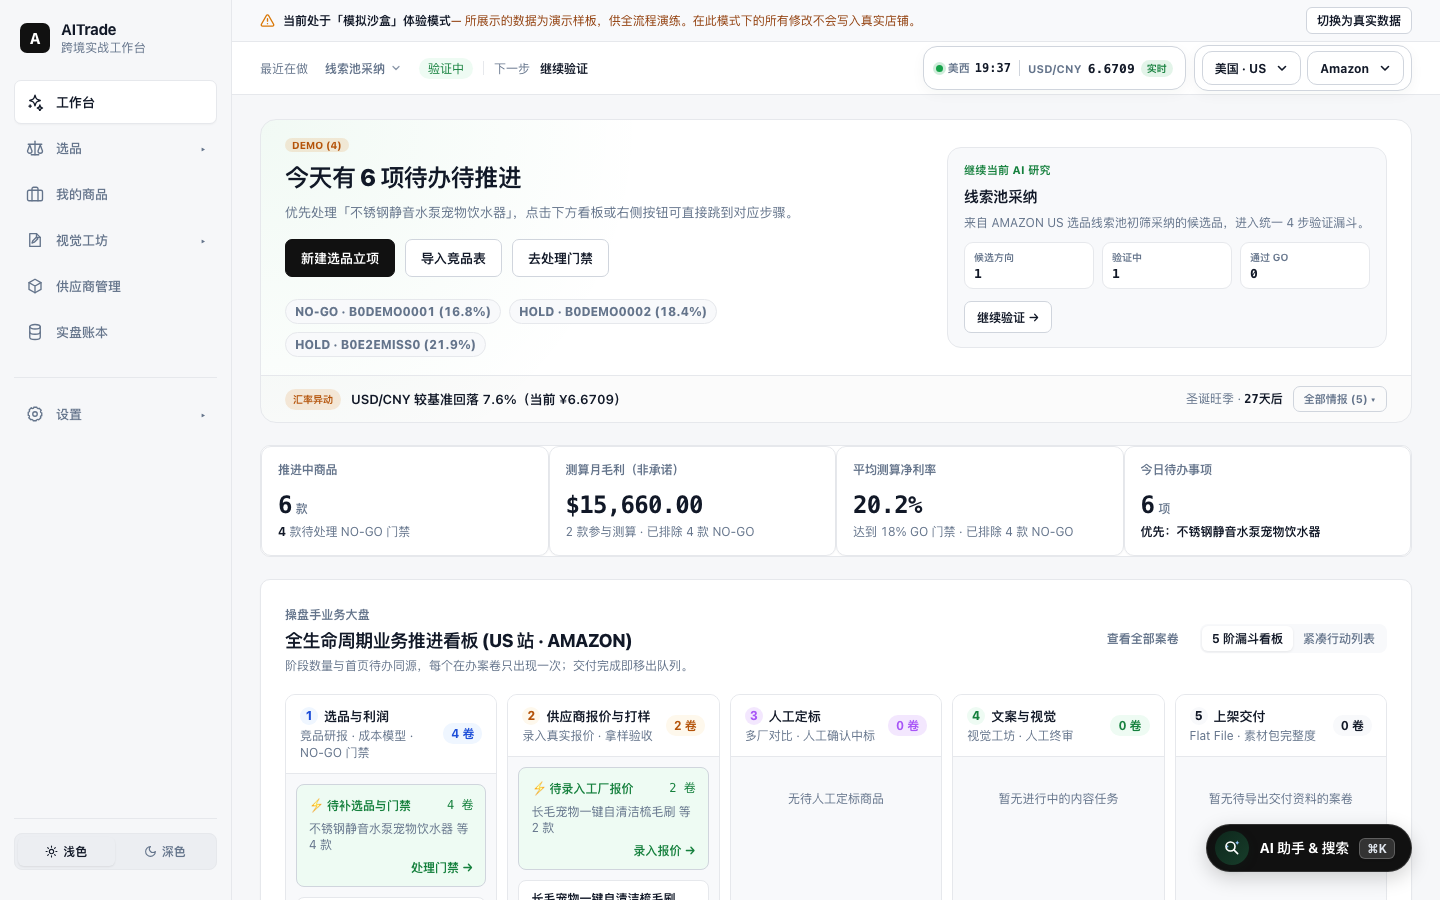 A
AITrade
跨境实战工作台
工作台
选品
我的商品
视觉工坊
供应商管理
实盘账本
设置
浅色
深色
当前处于「模拟沙盒」体验模式— 所展示的数据为演示样板，供全流程演练。在此模式下的所有修改不会写入真实店铺。
切换为真实数据
最近在做 线索池采纳 验证中 下一步 继续验证
美西 19:37 USD/CNY 6.6709 实时
美国 · US
Amazon
DEMO (4)
今天有 6 项待办待推进
优先处理「不锈钢静音水泵宠物饮水器」，点击下方看板或右侧按钮可直接跳到对应步骤。
新建选品立项
导入竞品表
去处理门禁
NO-GO · B0DEMO0001 (16.8%)
HOLD · B0DEMO0002 (18.4%)
HOLD · B0E2EMISS0 (21.9%)
继续当前 AI 研究
线索池采纳
来自 AMAZON US 选品线索池初筛采纳的候选品，进入统一 4 步验证漏斗。
候选方向
1
验证中
1
通过 GO
0
继续验证 →
汇率异动 USD/CNY 较基准回落 7.6%（当前 ¥6.6709）
圣诞旺季 · 27天后
全部情报 (5) ▾
推进中商品
6 款
4 款待处理 NO-GO 门禁
测算月毛利（非承诺）
$15,660.00
2 款参与测算 · 已排除 4 款 NO-GO
平均测算净利率
20.2%
达到 18% GO 门禁 · 已排除 4 款 NO-GO
今日待办事项
6 项
优先：不锈钢静音水泵宠物饮水器
操盘手业务大盘
全生命周期业务推进看板 (US 站 · AMAZON)
阶段数量与首页待办同源，每个在办案卷只出现一次；交付完成即移出队列。
查看全部案卷
5 阶漏斗看板
紧凑行动列表
1 选品与利润
竞品研报 · 成本模型 ·
NO-GO 门禁
4 卷
⚡ 待补选品与门禁 4 卷
不锈钢静音水泵宠物饮水器 等
4 款
处理门禁 →
2 供应商报价与打样
录入真实报价 · 拿样验收
2 卷
⚡ 待录入工厂报价 2 卷
长毛宠物一键自清洁梳毛刷 等
2 款
录入报价 →
长毛宠物一键自清洁梳毛刷
3 人工定标
多厂对比 · 人工确认中标
0 卷
无待人工定标商品
4 文案与视觉
视觉工坊 · 人工终审
0 卷
暂无进行中的内容任务
5 上架交付
Flat File · 素材包完整度
0 卷
暂无待导出交付资料的案卷
AI 助手 & 搜索 ⌘K